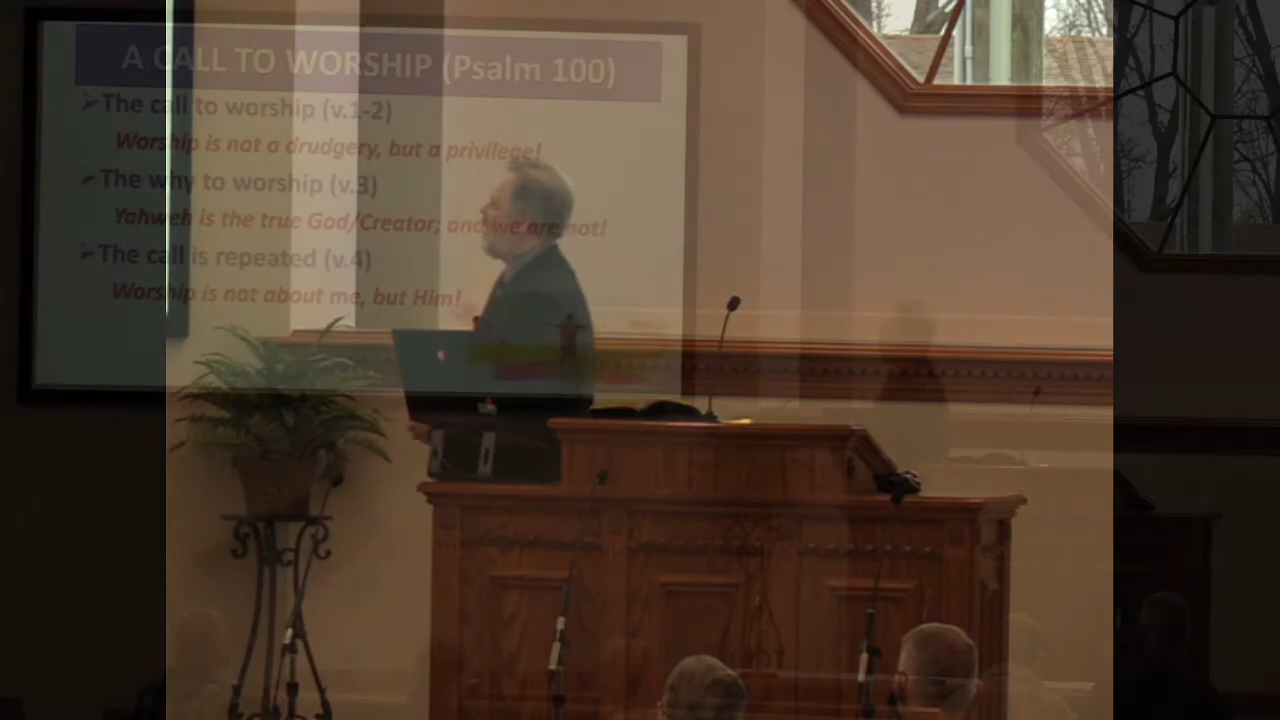 A CALL TO WORSHIP (Psalm 100)
➢The call to worship (v.1-2)
Worship is not a drudgery, but a privilege!
➢The why to worship (v.3)
Yahweh is the true God/Creator; and we are not!
➢The call is repeated (v.4)
Worship is not about me, but Him!